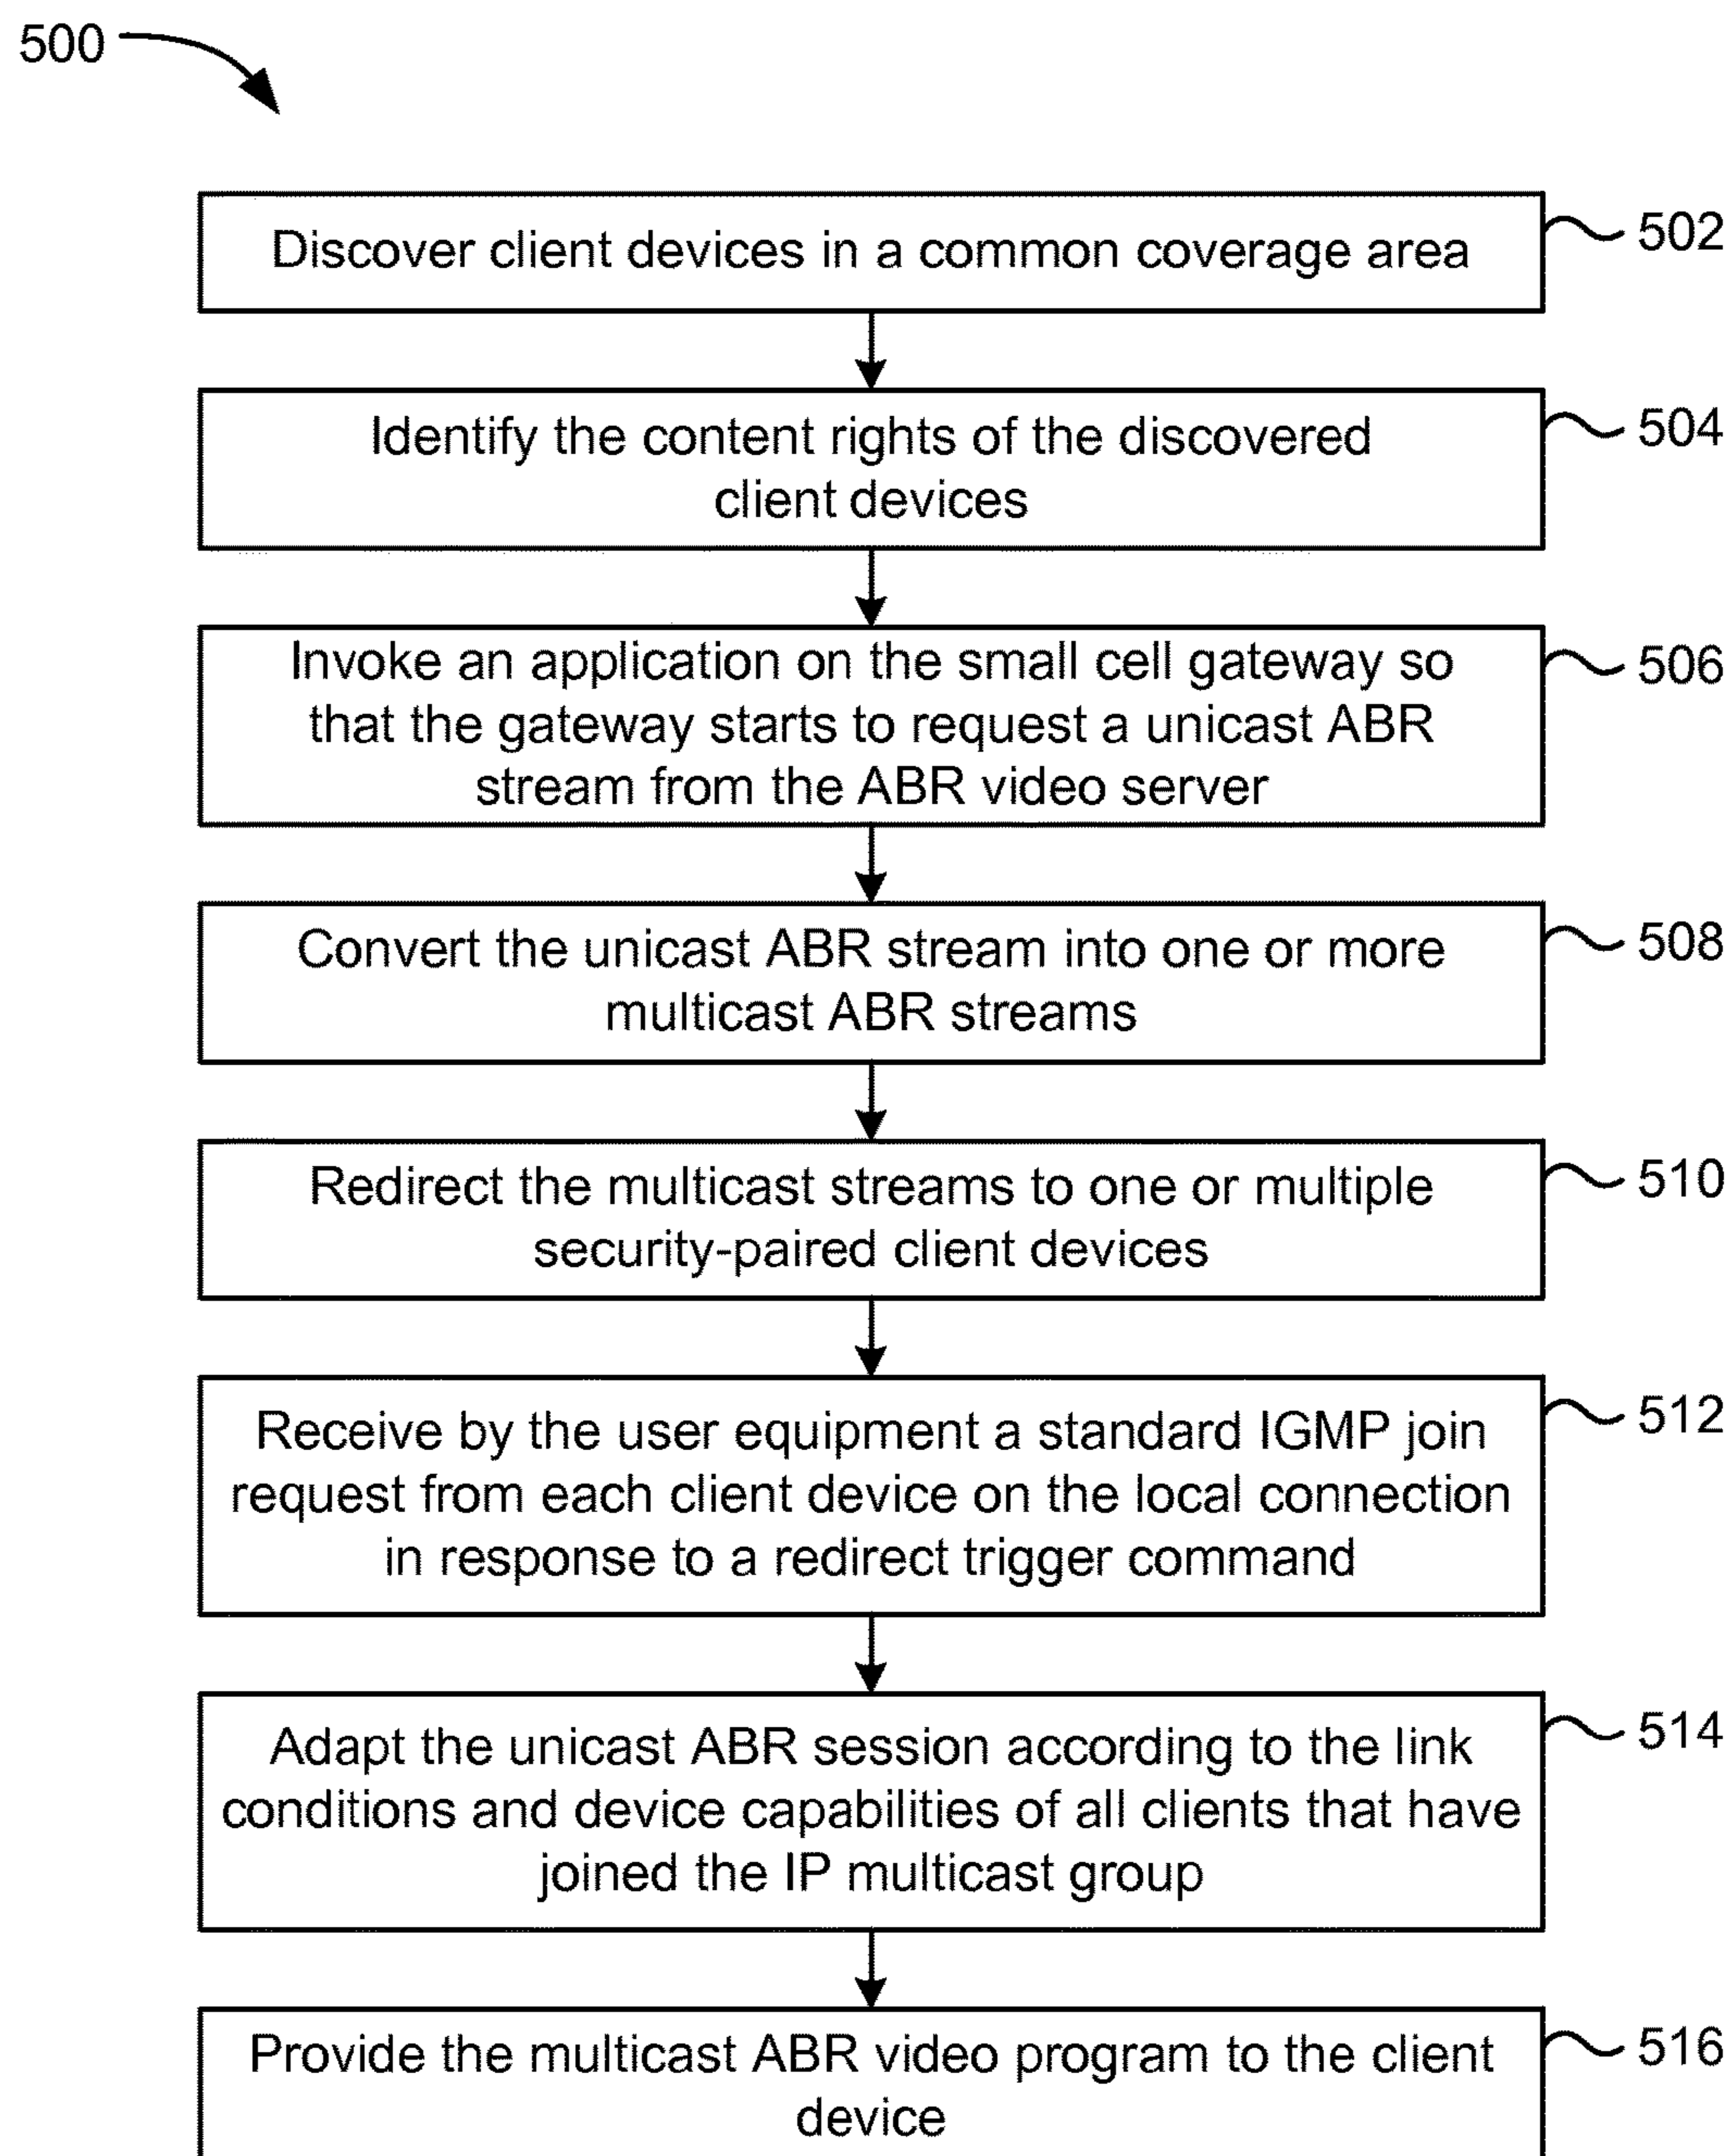 500
Discover client devices in a common coverage area
502
Identify the content rights of the discovered
client devices
504
Invoke an application on the small cell gateway so
that the gateway starts to request a unicast ABR
stream from the ABR video server
506
Convert the unicast ABR stream into one or more
multicast ABR streams
508
Redirect the multicast streams to one or multiple
security-paired client devices
510
Receive by the user equipment a standard IGMP join
request from each client device on the local connection
in response to a redirect trigger command
512
Adapt the unicast ABR session according to the link
conditions and device capabilities of all clients that have
joined the IP multicast group
514
Provide the multicast ABR video program to the client
device
516